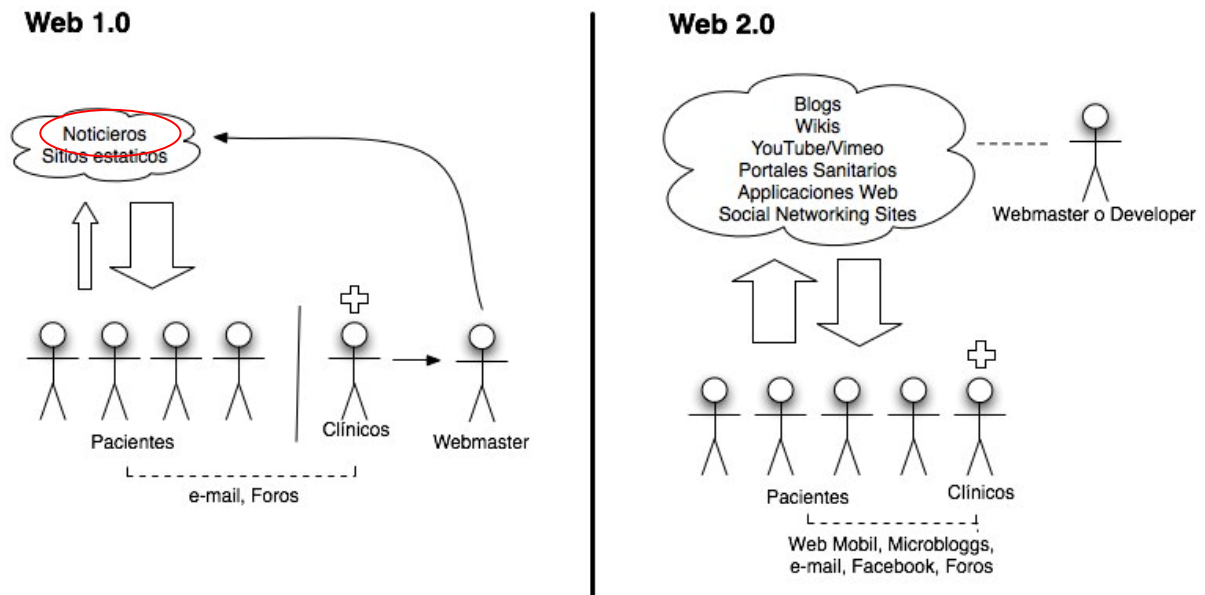 Web 1.0
Noticieros
Sitios estaticos
Pacientes
Clínicos
Webmaster
e-mail, Foros
Web 2.0
Blogs
Wikis
YouTube/Vimeo
Portales Sanitarios
Applicaciones Web
Social Networking Sites
Webmaster o Developer
Pacientes
Clínicos
Web Mobil, Microbloggs,
e-mail, Facebook, Foros